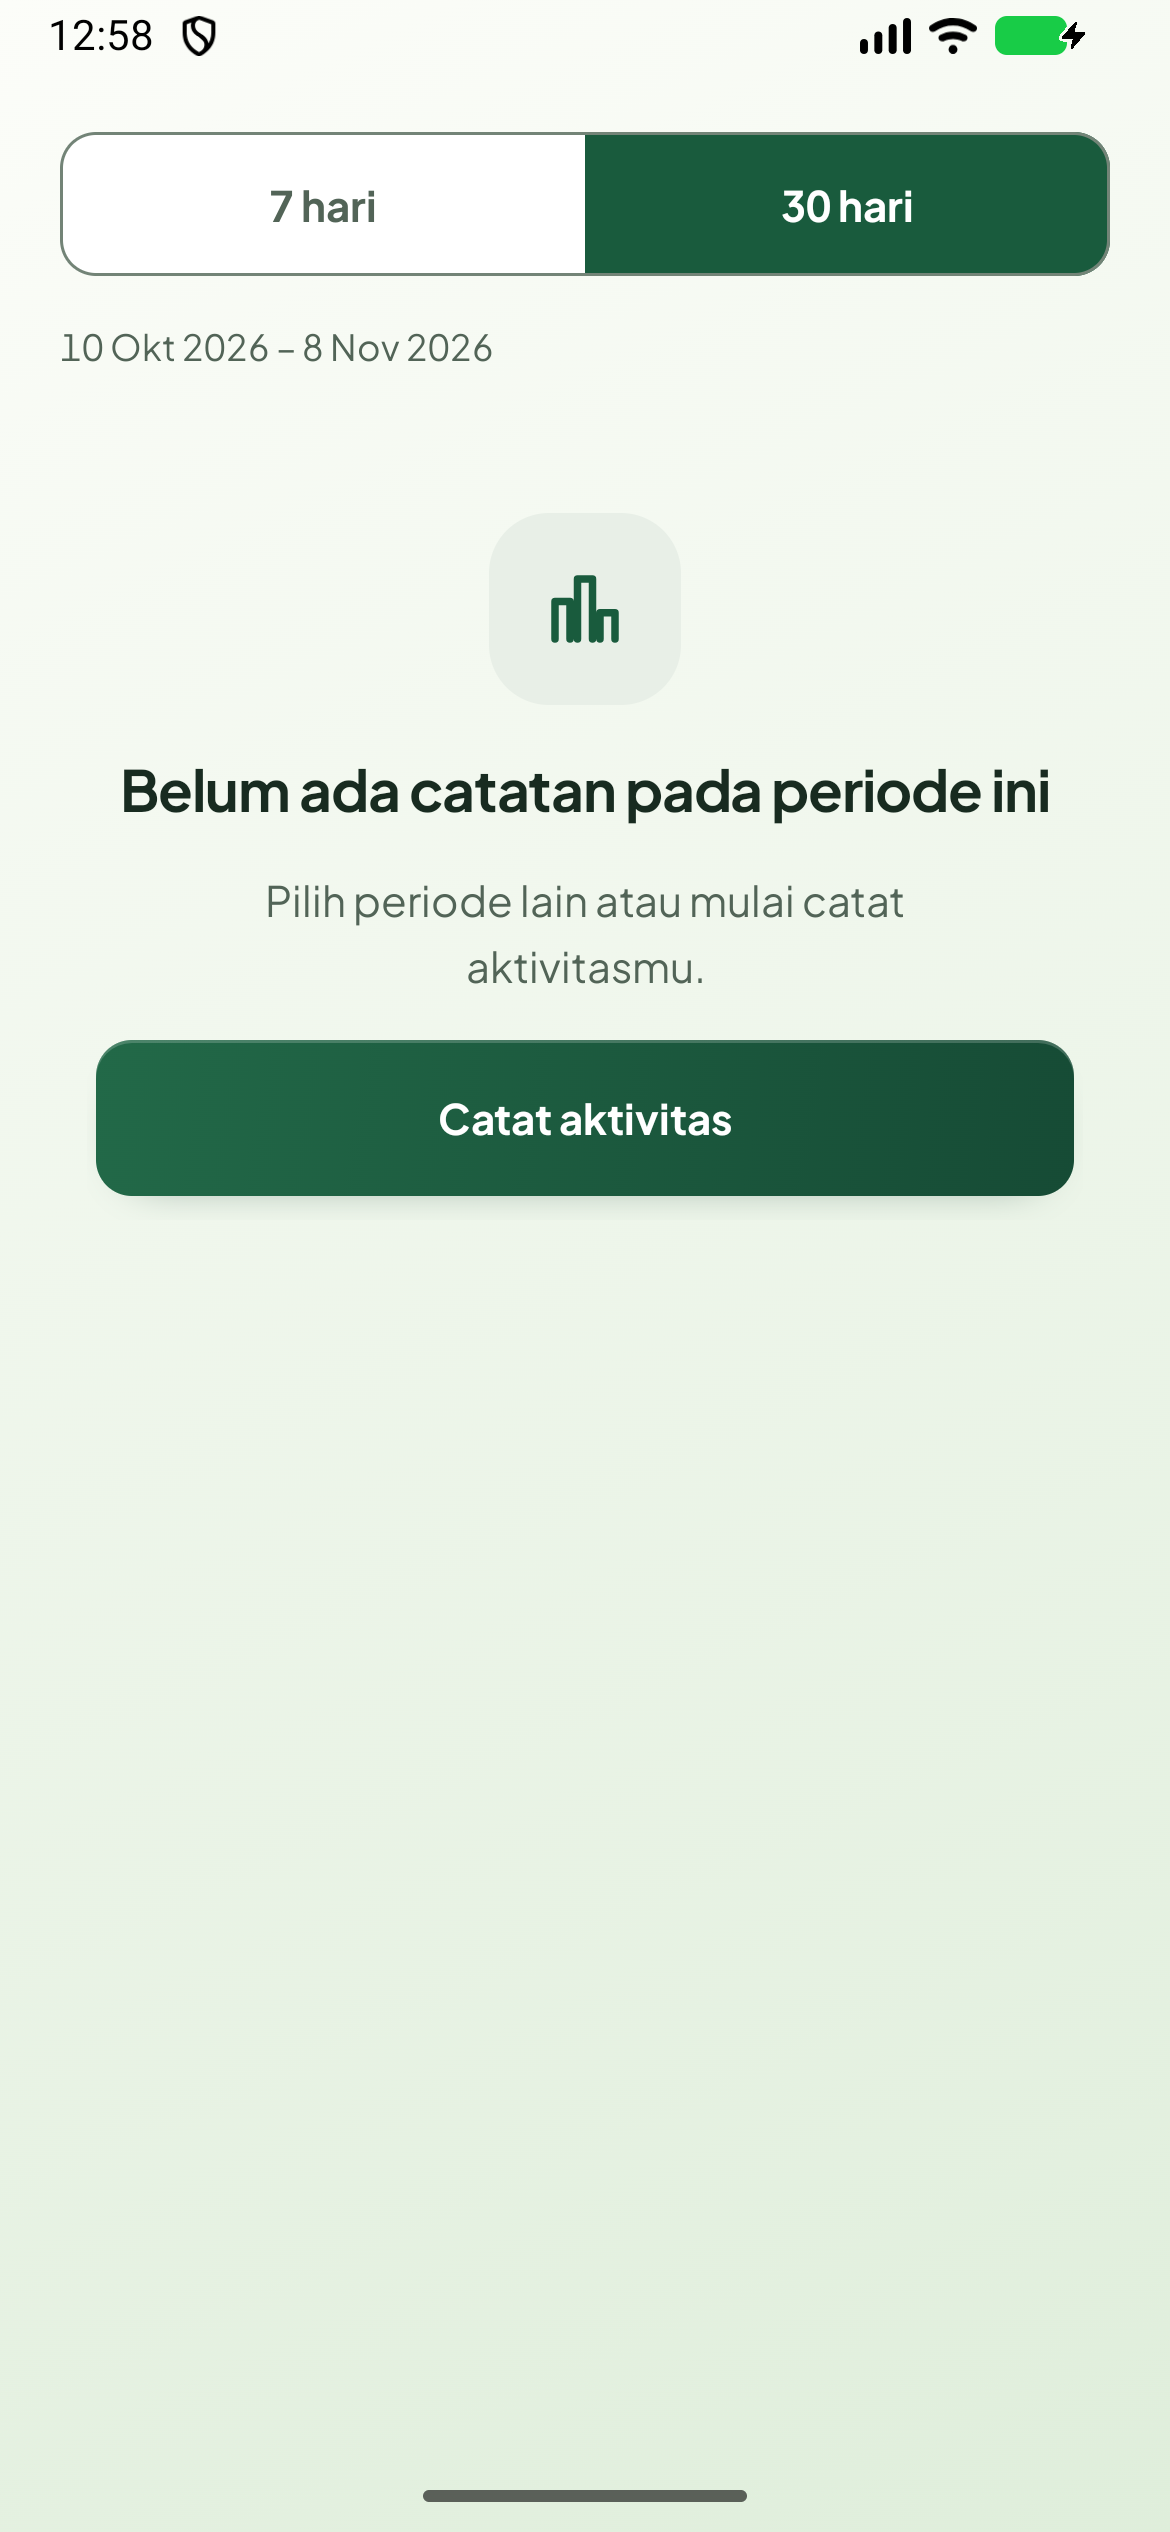 12:58
7 hari
30 hari
10 Okt 2026 – 8 Nov 2026
Belum ada catatan pada periode ini
Pilih periode lain atau mulai catat
aktivitasmu.
Catat aktivitas